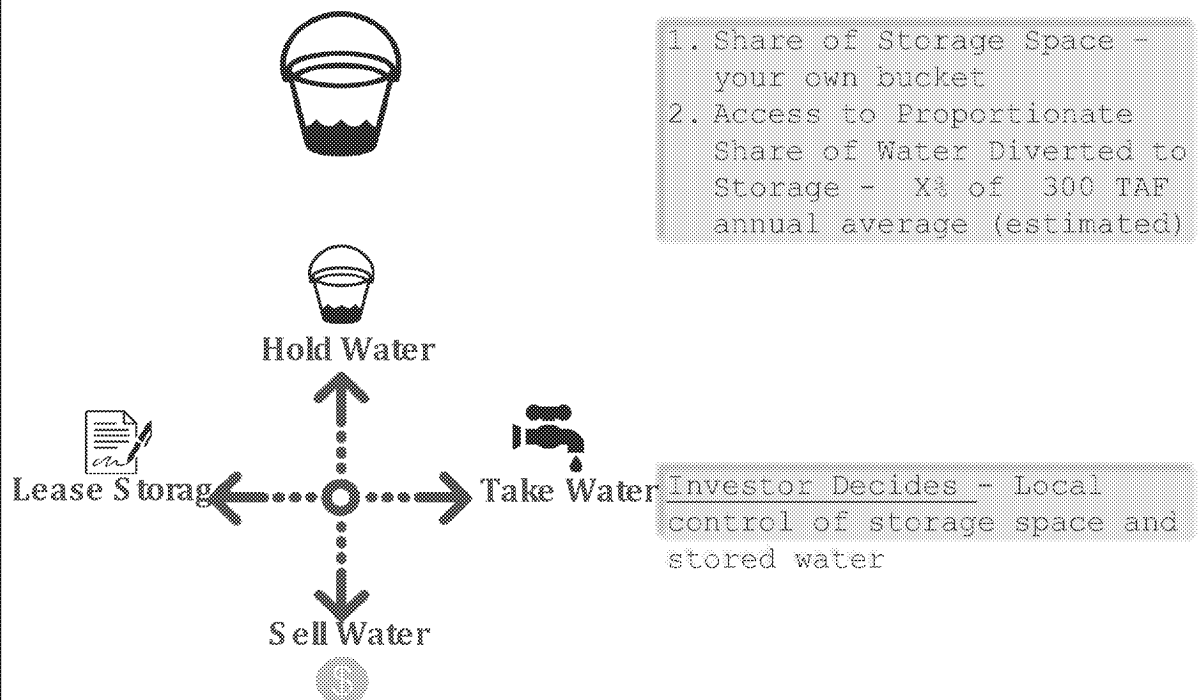 1. Share of Storage Space –
your own bucket
2. Access to Proportionate
Share of Water Diverted to
Storage – X% of 300 TAF
annual average (estimated)
Hold Water
Lease Storag
Take Water
Investor Decides – Local
control of storage space and
stored water
Sell Water
$